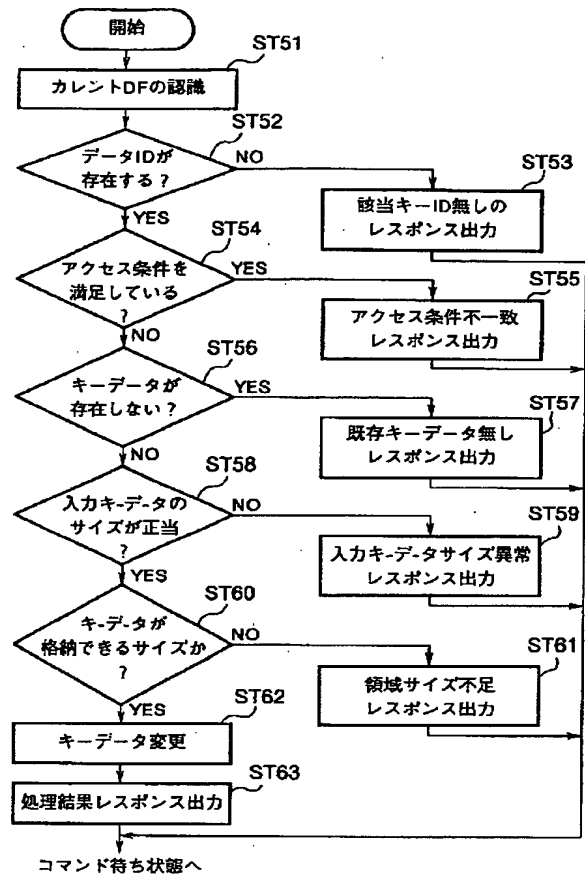 開始
ST51
カレントDFの認識
ST52
データIDが
存在する?
NO
YES
ST53
該当キーID無しの
レスポンス出力
ST54
アクセス条件を
満足している
?
YES
NO
ST55
アクセス条件不一致
レスポンス出力
ST56
キーデータが
存在しない?
YES
NO
ST57
既存キーデータ無し
レスポンス出力
ST58
入力キ-デ-タの
サイズが正当
?
NO
YES
ST59
入力キ-デ-タサイズ異常
レスポンス出力
ST60
キ-デ-タが
格納できるサイズか
?
NO
YES
ST61
領域サイズ不足
レスポンス出力
ST62
キーデータ変更
ST63
処理結果レスポンス出力
コマンド待ち状態へ